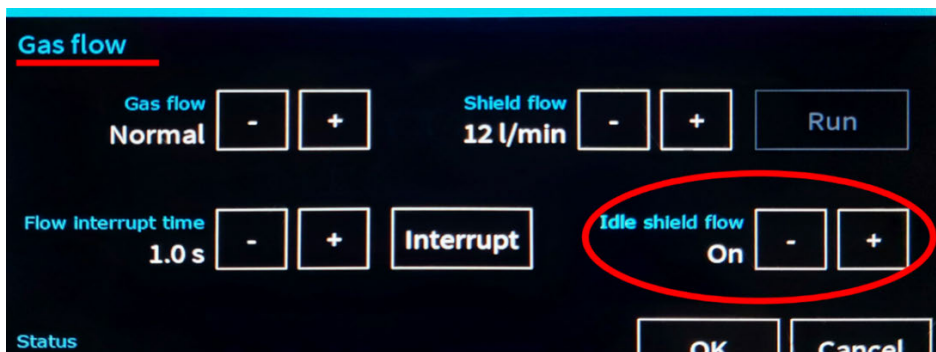 Gas flow
Gas flow
Normal
-
+
Shield flow
12 l/min
-
+
Run
Flow interrupt time
1.0 s
-
+
Interrupt
Idle shield flow
On
-
+
Status
OK
Cancel